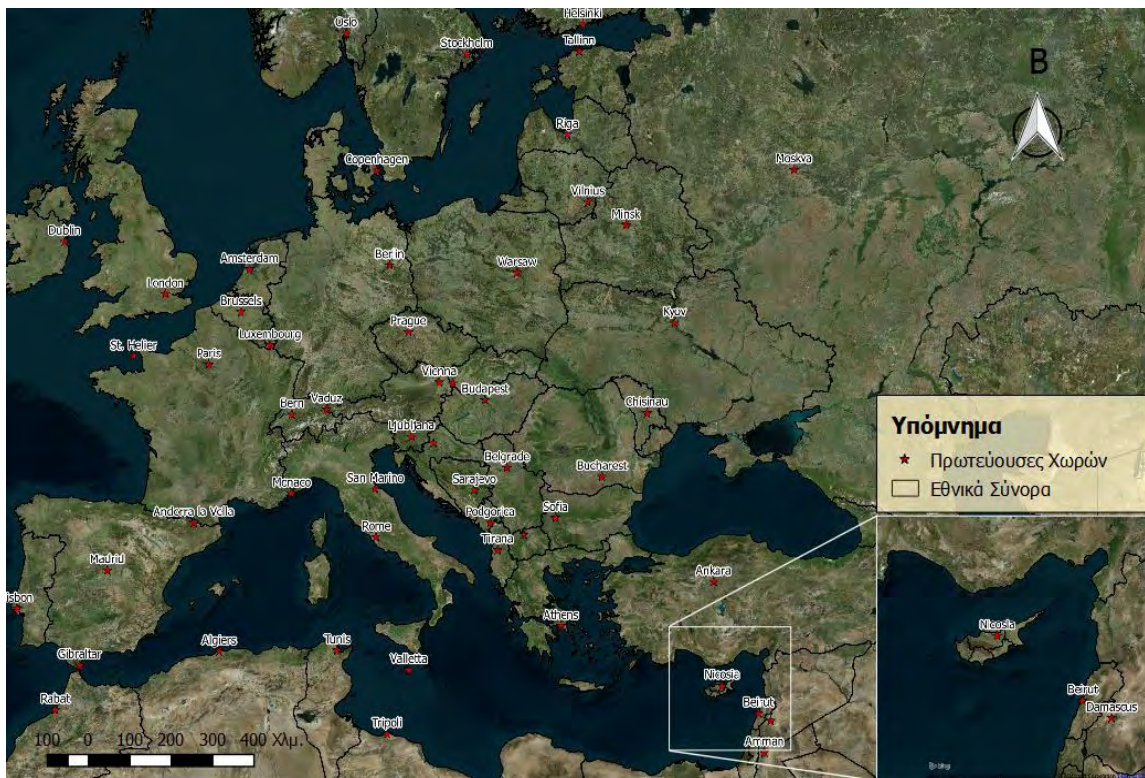 Helsinki
Oslo
Stockholm
Tallinn
Β
Riga
Moskva
Copenhagen
Vilnius
Minsk
Dublin
Amsterdam
Berlin
Warsaw
London
Brussels
Kyuv
Prague
Luxembourg
St. Helier
Paris
Vienna
Budapest
Bern
Vaduz
Chisinau
Ljubljana
Belgrade
Bucharest
San Marino
Sarajevo
Monaco
Andorra la Vella
Podgorica
Sofia
Rome
Tirana
Madrid
Ankara
isbon
Athens
Algiers
Tunis
Gibraltar
Valletta
Nicosia
Rabat
Beirut
Tripoli
Amman
100 0 100 200 300 400 Χλμ.
Υπόμνημα
Πρωτεύουσες Χωρών
Εθνικά Σύνορα
Nicosia
Beirut
Damascus
bing